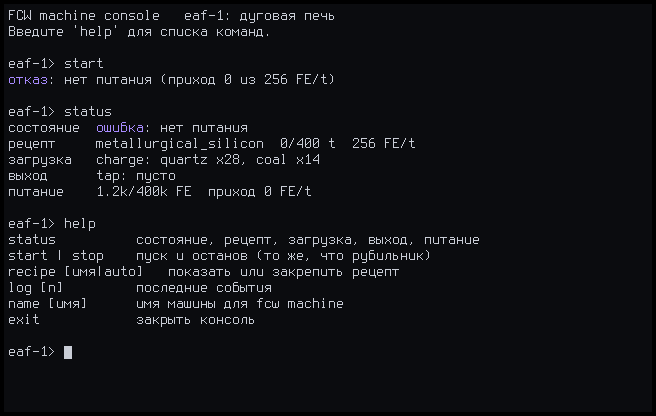 FCW machine console   eaf-1: дуговая печь
Введите 'help' для списка команд.

eaf-1> start
отказ: нет питания (приход 0 из 256 FE/t)

eaf-1> status
состояние  ошибка: нет питания
рецепт     metallurgical_silicon  0/400 t  256 FE/t
загрузка   charge: quartz x28, coal x14
выход      tap: пусто
питание    1.2k/400k FE  приход 0 FE/t

eaf-1> help
status          состояние, рецепт, загрузка, выход, питание
start | stop    пуск и останов (то же, что рубильник)
recipe [имя|auto]   показать или закрепить рецепт
log [n]         последние события
name [имя]      имя машины для fcw machine
exit            закрыть консоль

eaf-1>